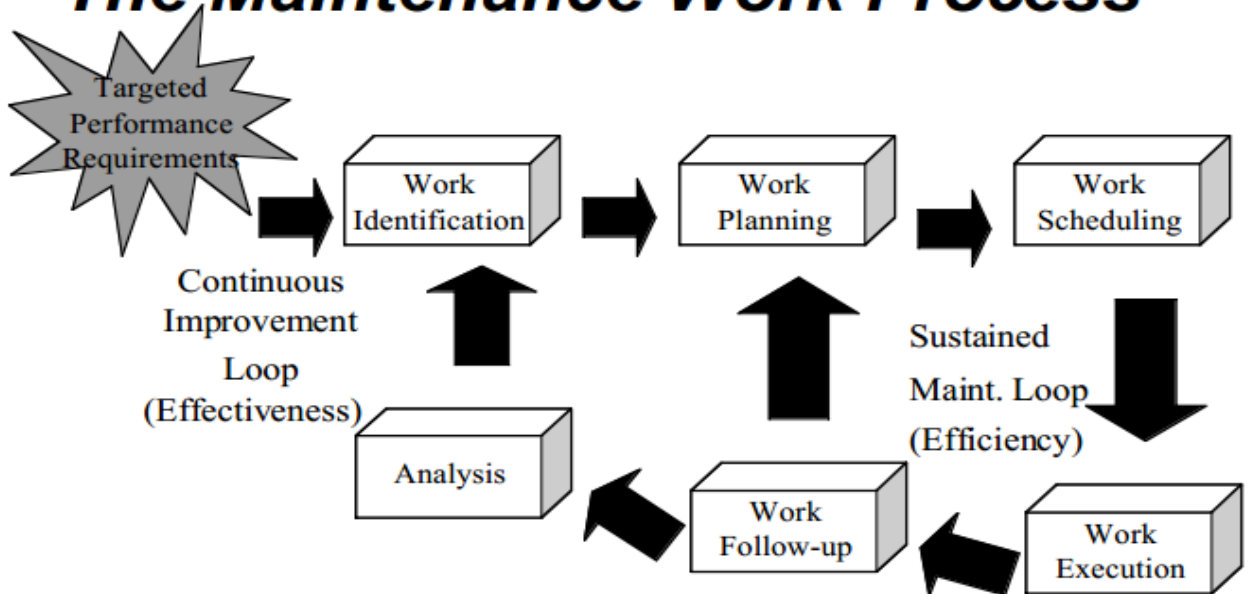 The Maintenance Work Process
Targeted
Performance
Requirements
Work
Identification
Work
Planning
Work
Scheduling
Continuous
Improvement
Loop
(Effectiveness)
Sustained
Maint. Loop
(Efficiency)
Analysis
Work
Follow-up
Work
Execution